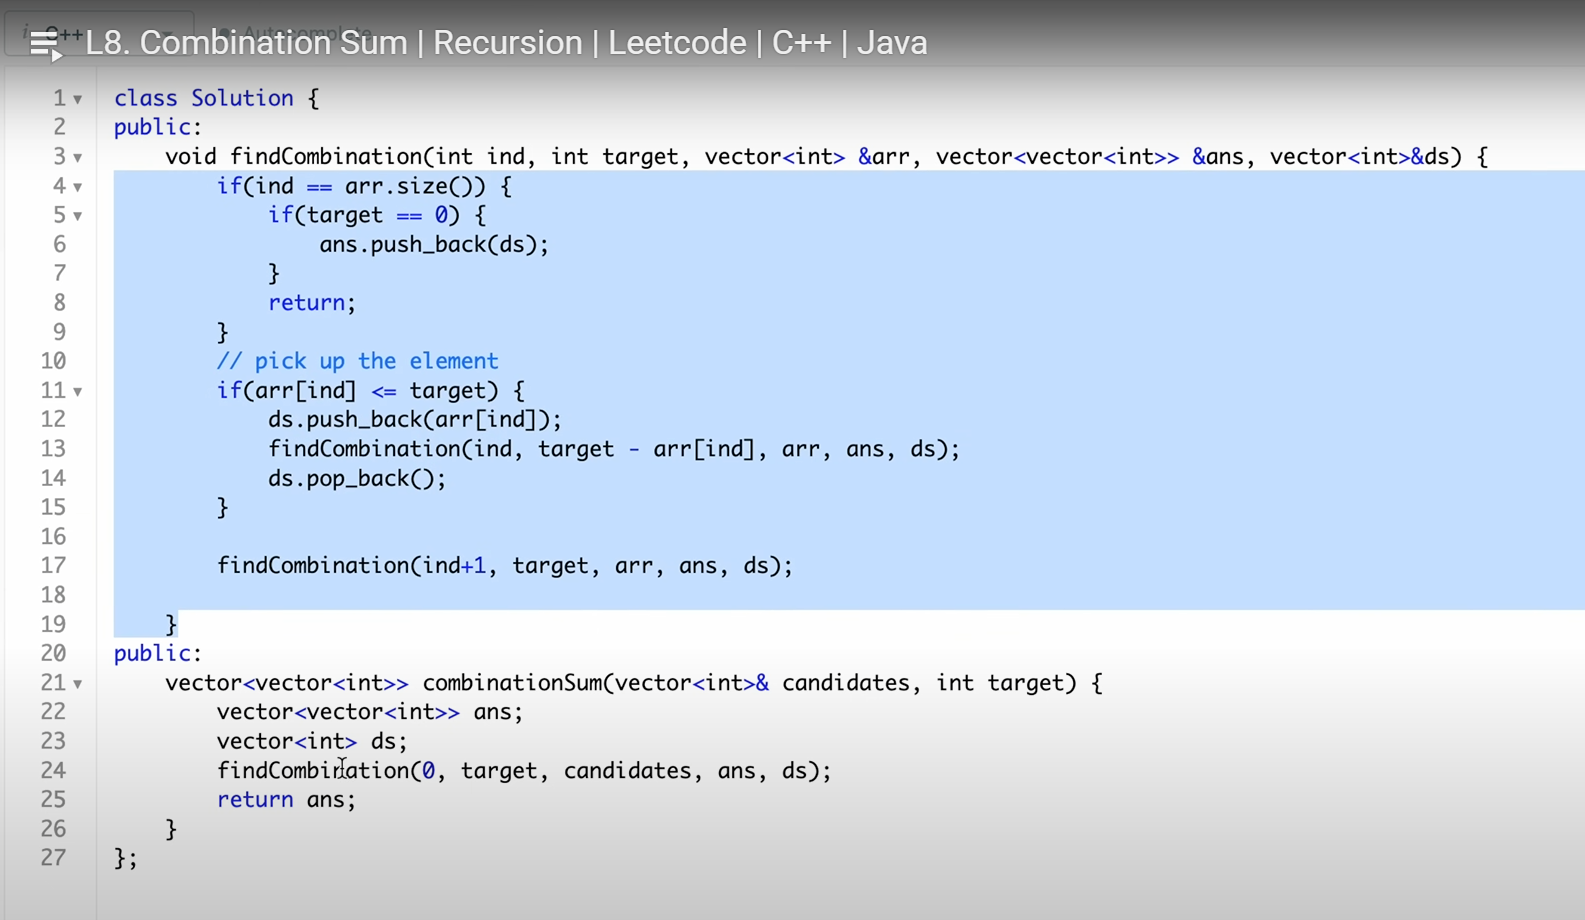 C++ Autocomplete
L8. Combination Sum | Recursion | Leetcode | C++ | Java
1 class Solution {
2 public:
3     void findCombination(int ind, int target, vector<int> &arr, vector<vector<int>> &ans, vector<int>&ds) {
4         if(ind == arr.size()) {
5             if(target == 0) {
6                 ans.push_back(ds);
7             }
8             return;
9         }
10         // pick up the element
11         if(arr[ind] <= target) {
12             ds.push_back(arr[ind]);
13             findCombination(ind, target - arr[ind], arr, ans, ds);
14             ds.pop_back();
15         }
16
17         findCombination(ind+1, target, arr, ans, ds);
18
19     }
20 public:
21     vector<vector<int>> combinationSum(vector<int>& candidates, int target) {
22         vector<vector<int>> ans;
23         vector<int> ds;
24         findCombination(0, target, candidates, ans, ds);
25         return ans;
26     }
27 };